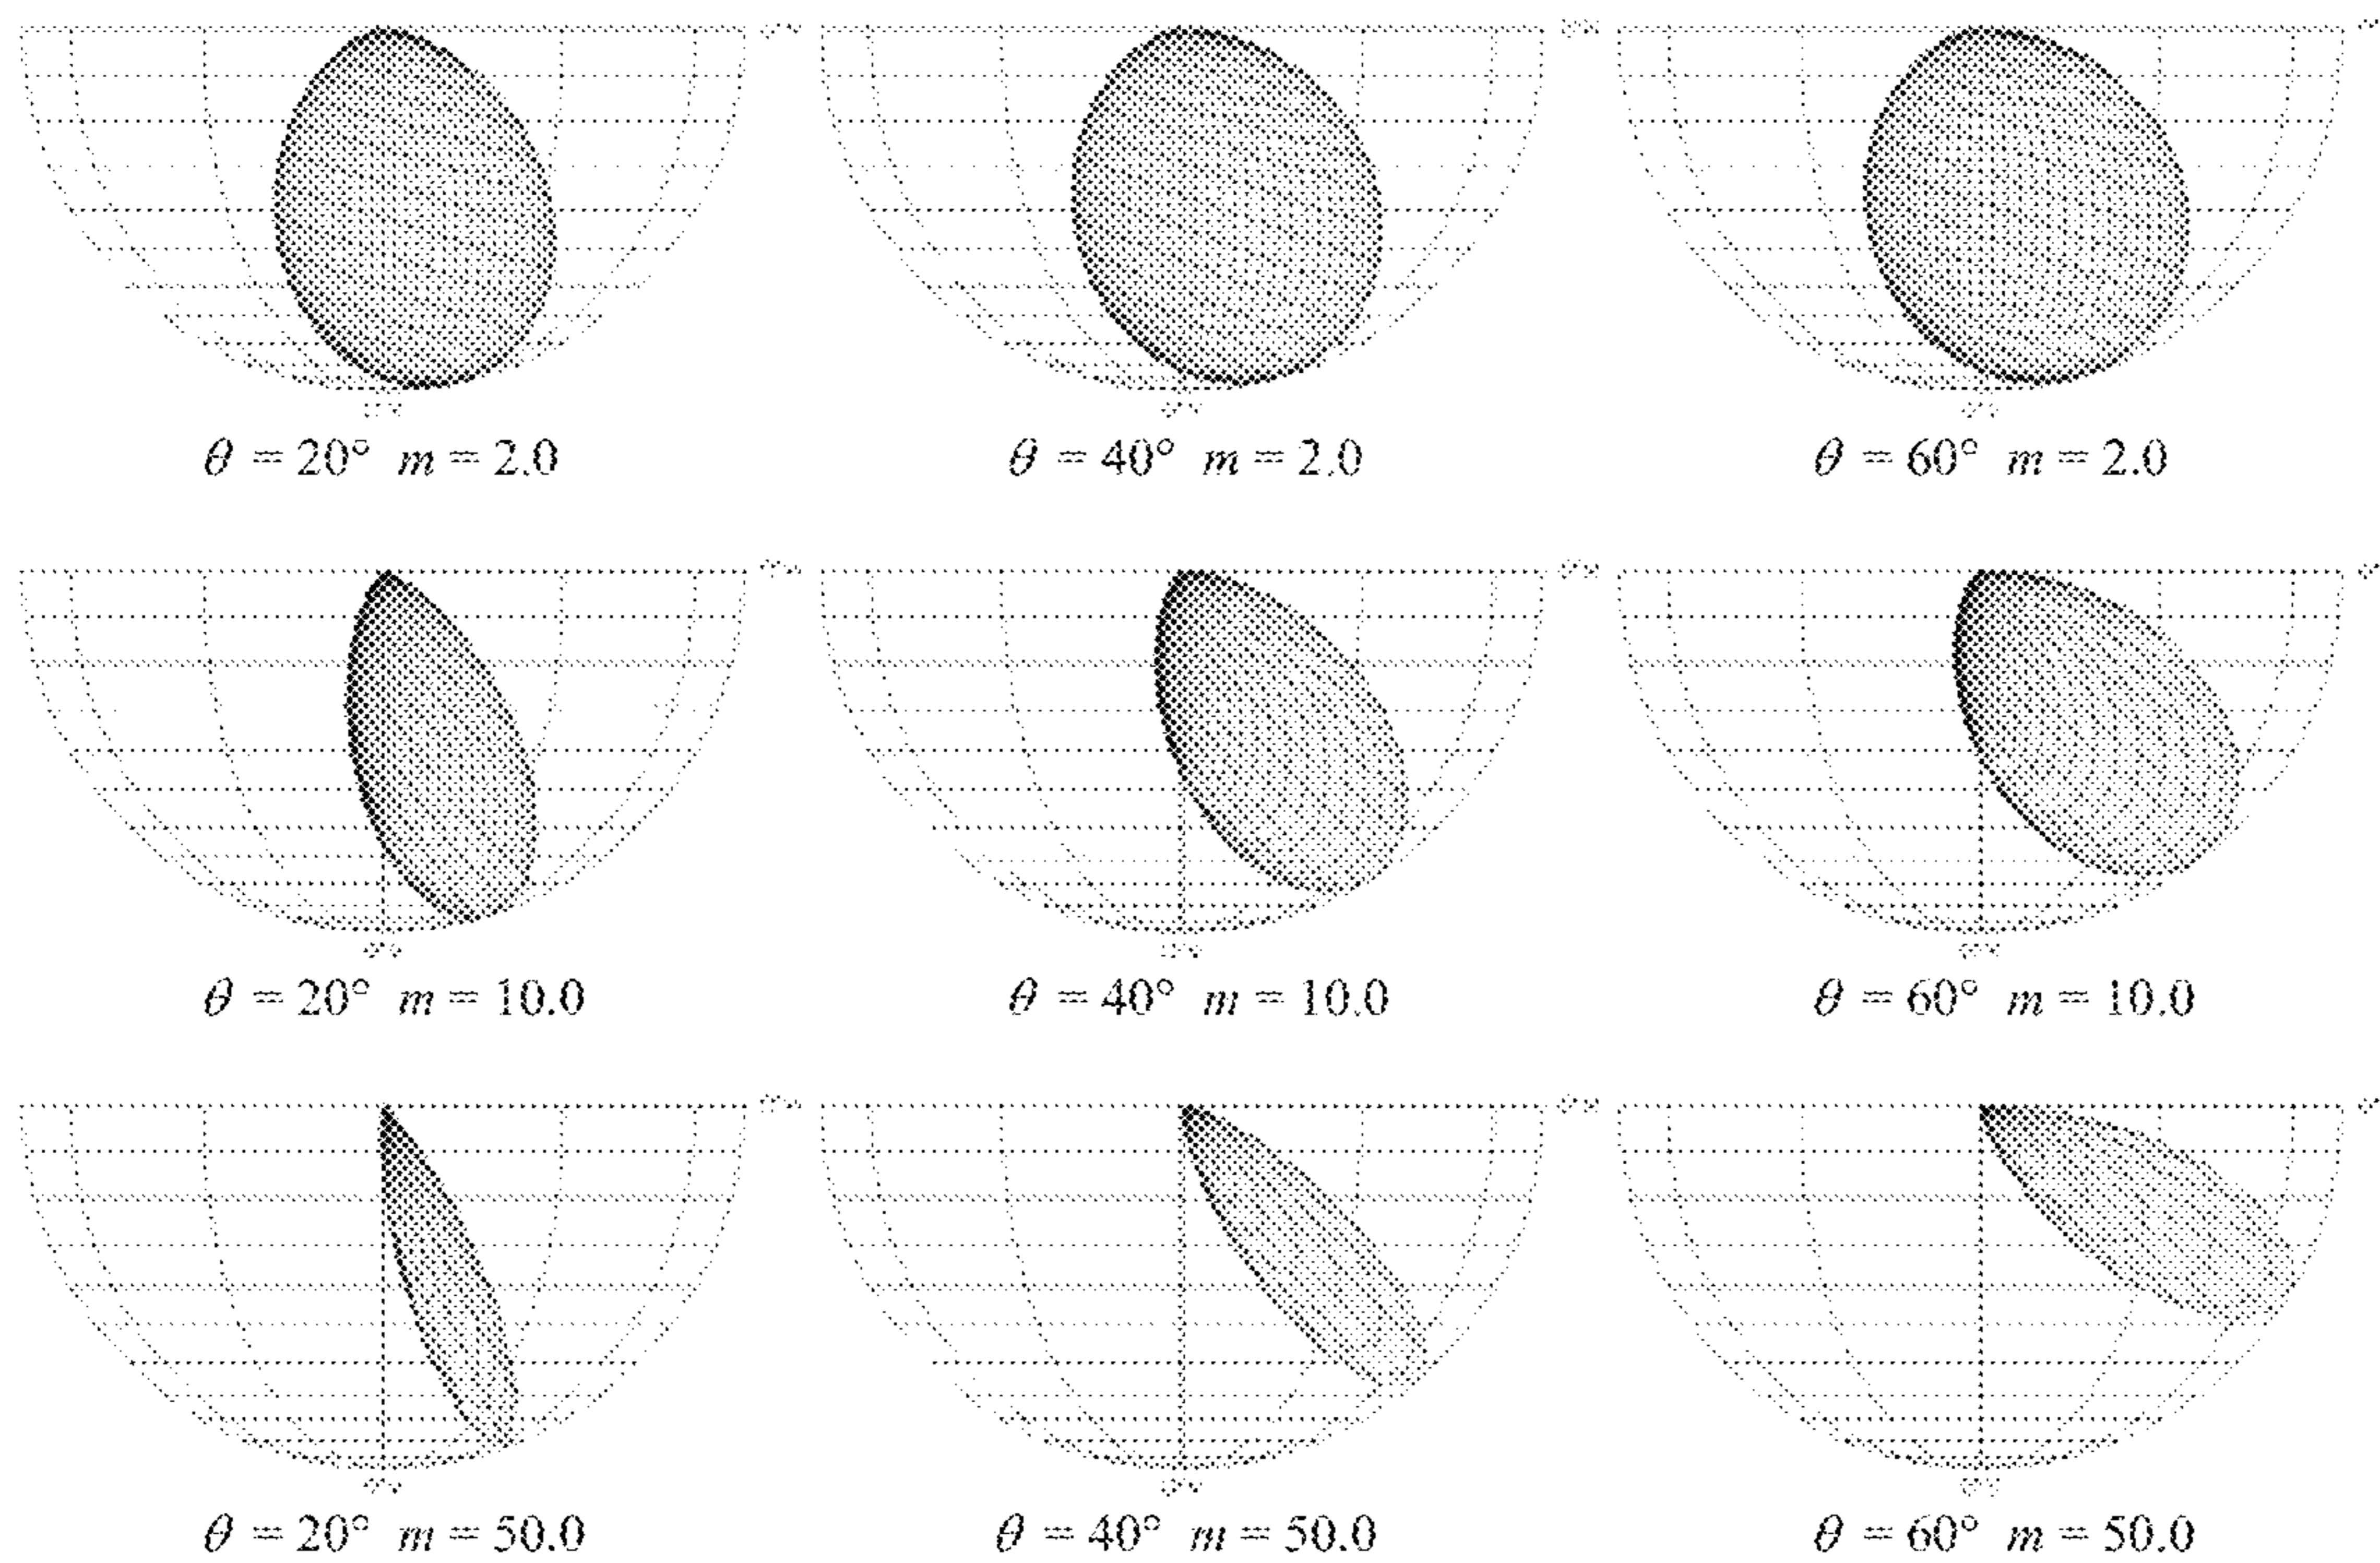 θ = 20° m = 2.0
θ = 40° m = 2.0
θ = 60° m = 2.0
θ = 20° m = 10.0
θ = 40° m = 10.0
θ = 60° m = 10.0
θ = 20° m = 50.0
θ = 40° m = 50.0
θ = 60° m = 50.0